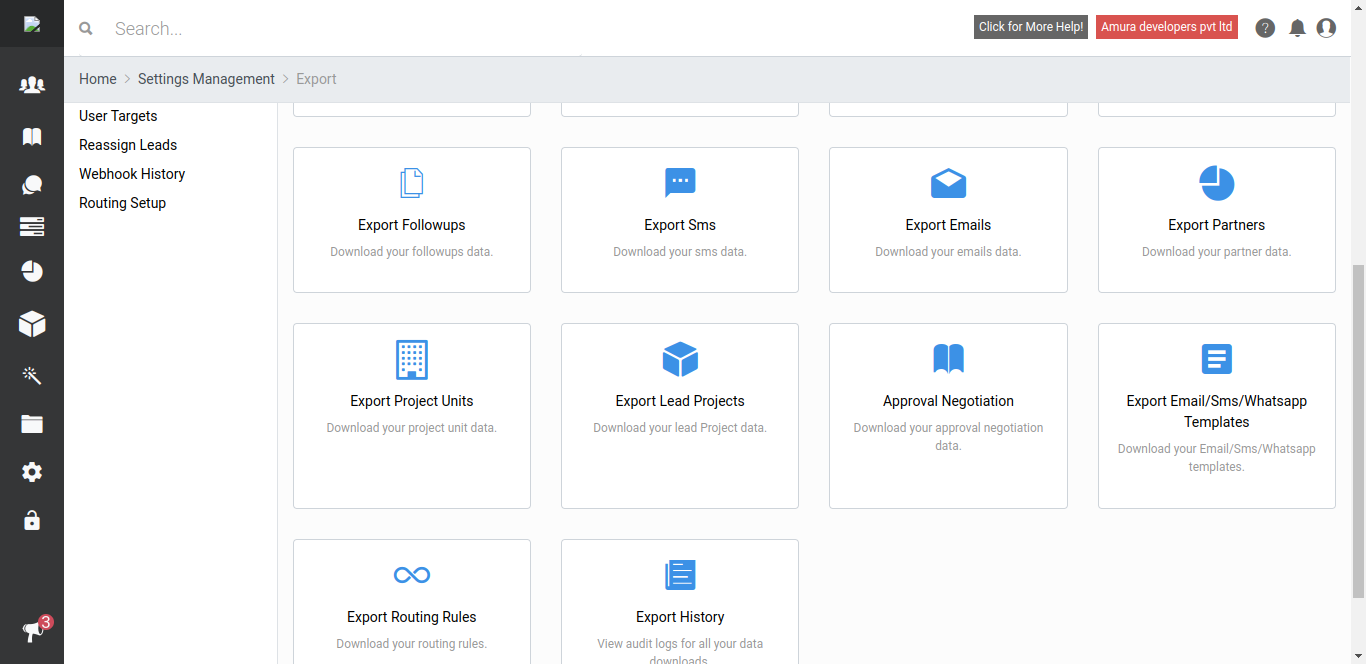 Search...
Click for More Help!
Amura developers pvt ltd
?
Home > Settings Management > Export
User Targets
Reassign Leads
Webhook History
Routing Setup
Export Followups
Download your followups data.
Export Sms
Download your sms data.
Export Emails
Download your emails data.
Export Partners
Download your partner data.
Export Project Units
Download your project unit data.
Export Lead Projects
Download your lead Project data.
Approval Negotiation
Download your approval negotiation
data.
Export Email/Sms/Whatsapp
Templates
Download your Email/Sms/Whatsapp
templates.
Export Routing Rules
Download your routing rules.
Export History
View audit logs for all your data
downloads.
3